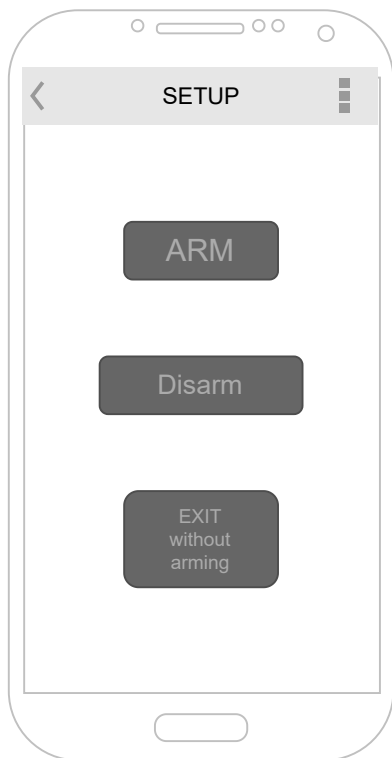 SETUP
ARM
Disarm
EXIT
without
arming